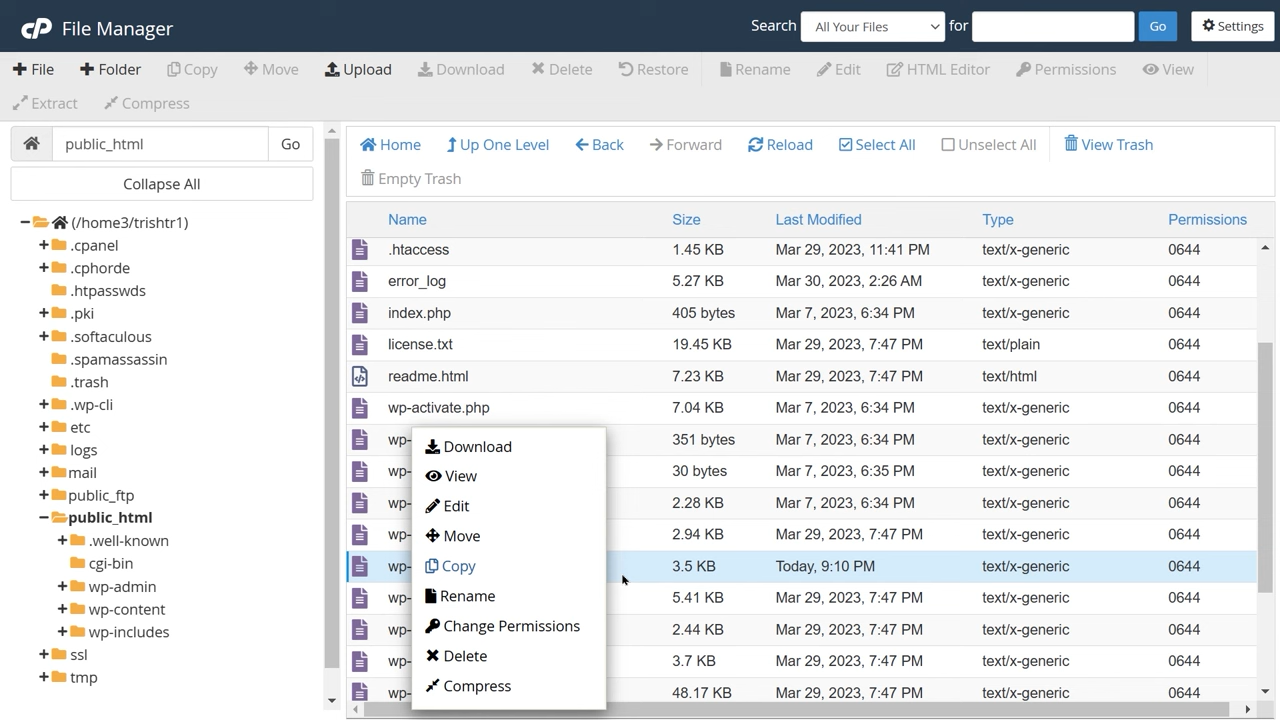 cP File Manager
Search All Your Files for Go Settings
File Folder Copy Move Upload Download Delete Restore Rename Edit HTML Editor Permissions View
Extract Compress
public_html Go
Collapse All
(/home3/trishtr1)
.cpanel
.cphorde
.htpasswds
.pki
.softaculous
.spamassassin
.trash
.wp-cli
etc
logs
mail
public_ftp
public_html
.well-known
cgi-bin
wp-admin
wp-content
wp-includes
ssl
tmp
Home Up One Level Back Forward Reload Select All Unselect All View Trash
Empty Trash
Name Size Last Modified Type Permissions
.htaccess 1.45 KB Mar 29, 2023, 11:41 PM text/x-generic 0644
error_log 5.27 KB Mar 30, 2023, 2:26 AM text/x-generic 0644
index.php 405 bytes Mar 7, 2023, 6:34 PM text/x-generic 0644
license.txt 19.45 KB Mar 29, 2023, 7:47 PM text/plain 0644
readme.html 7.23 KB Mar 29, 2023, 7:47 PM text/html 0644
wp-activate.php 7.04 KB Mar 7, 2023, 6:34 PM text/x-generic 0644
wp- 351 bytes Mar 7, 2023, 6:34 PM text/x-generic 0644
wp- 30 bytes Mar 7, 2023, 6:35 PM text/x-generic 0644
wp- 2.28 KB Mar 7, 2023, 6:34 PM text/x-generic 0644
wp- 2.94 KB Mar 29, 2023, 7:47 PM text/x-generic 0644
wp- 3.5 KB Today, 9:10 PM text/x-generic 0644
wp- 5.41 KB Mar 29, 2023, 7:47 PM text/x-generic 0644
wp- 2.44 KB Mar 29, 2023, 7:47 PM text/x-generic 0644
wp- 3.7 KB Mar 29, 2023, 7:47 PM text/x-generic 0644
wp- 48.17 KB Mar 29, 2023, 7:47 PM text/x-generic 0644
Download
View
Edit
Move
Copy
Rename
Change Permissions
Delete
Compress